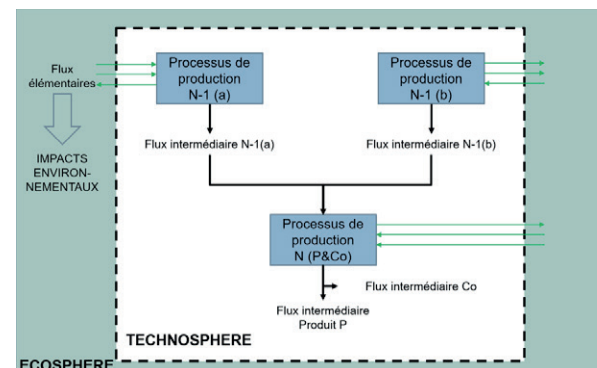 Flux
élémentaires
IMPACTS
ENVIRON-
NEMENTAUX
Processus de
production
N-1 (a)
Processus de
production
N-1 (b)
Flux intermédiaire N-1(a)
Flux intermédiaire N-1(b)
Processus de
production
N (P&Co)
Flux intermédiaire Co
Flux intermédiaire
Produit P
TECHNOSPHERE
ECOSPHERE